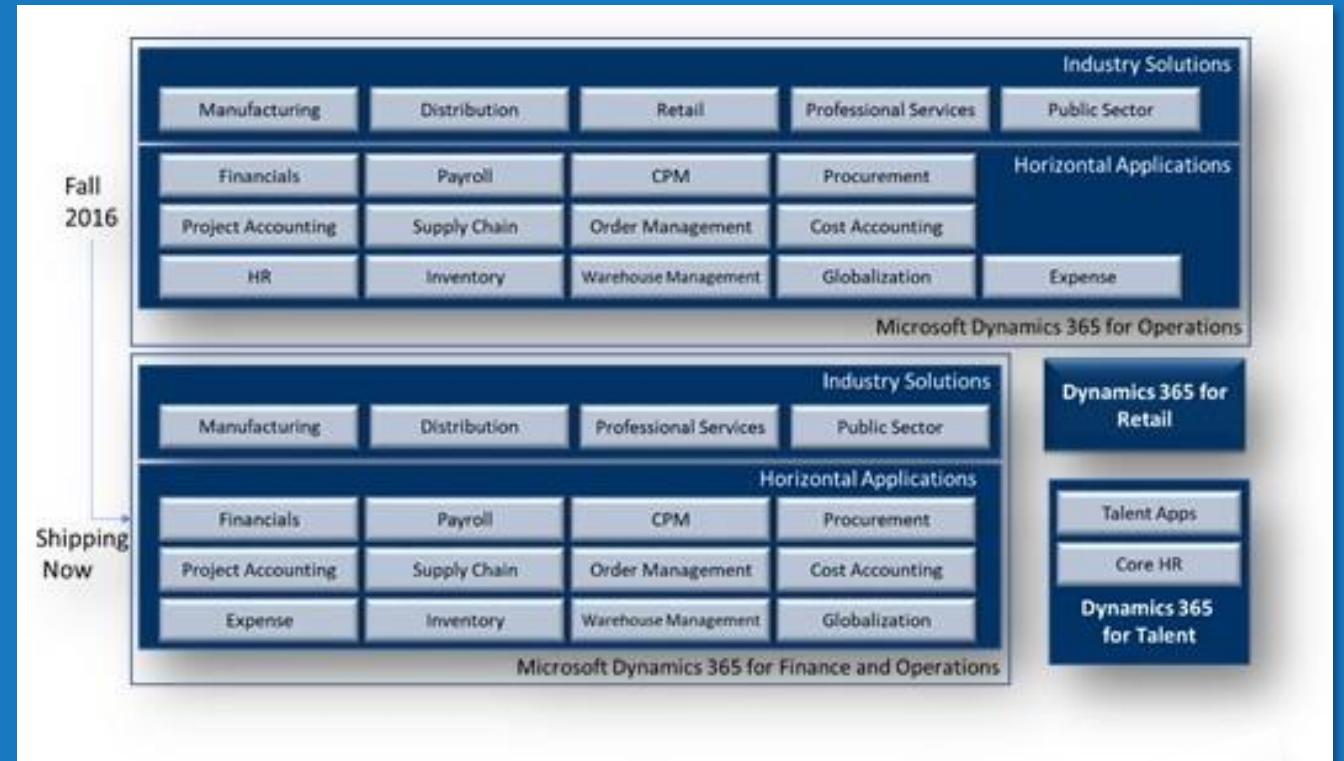 Industry Solutions
Manufacturing
Distribution
Retail
Professional Services
Public Sector
Horizontal Applications
Fall
2016
Financials
Payroll
CPM
Procurement
Project Accounting
Supply Chain
Order Management
Cost Accounting
HR
Inventory
Warehouse Management
Globalization
Expense
Microsoft Dynamics 365 for Operations
Industry Solutions
Manufacturing
Distribution
Professional Services
Public Sector
Dynamics 365 for
Retail
Horizontal Applications
Shipping
Now
Financials
Payroll
CPM
Procurement
Project Accounting
Supply Chain
Order Management
Cost Accounting
Expense
Inventory
Warehouse Management
Globalization
Microsoft Dynamics 365 for Finance and Operations
Talent Apps
Core HR
Dynamics 365
for Talent